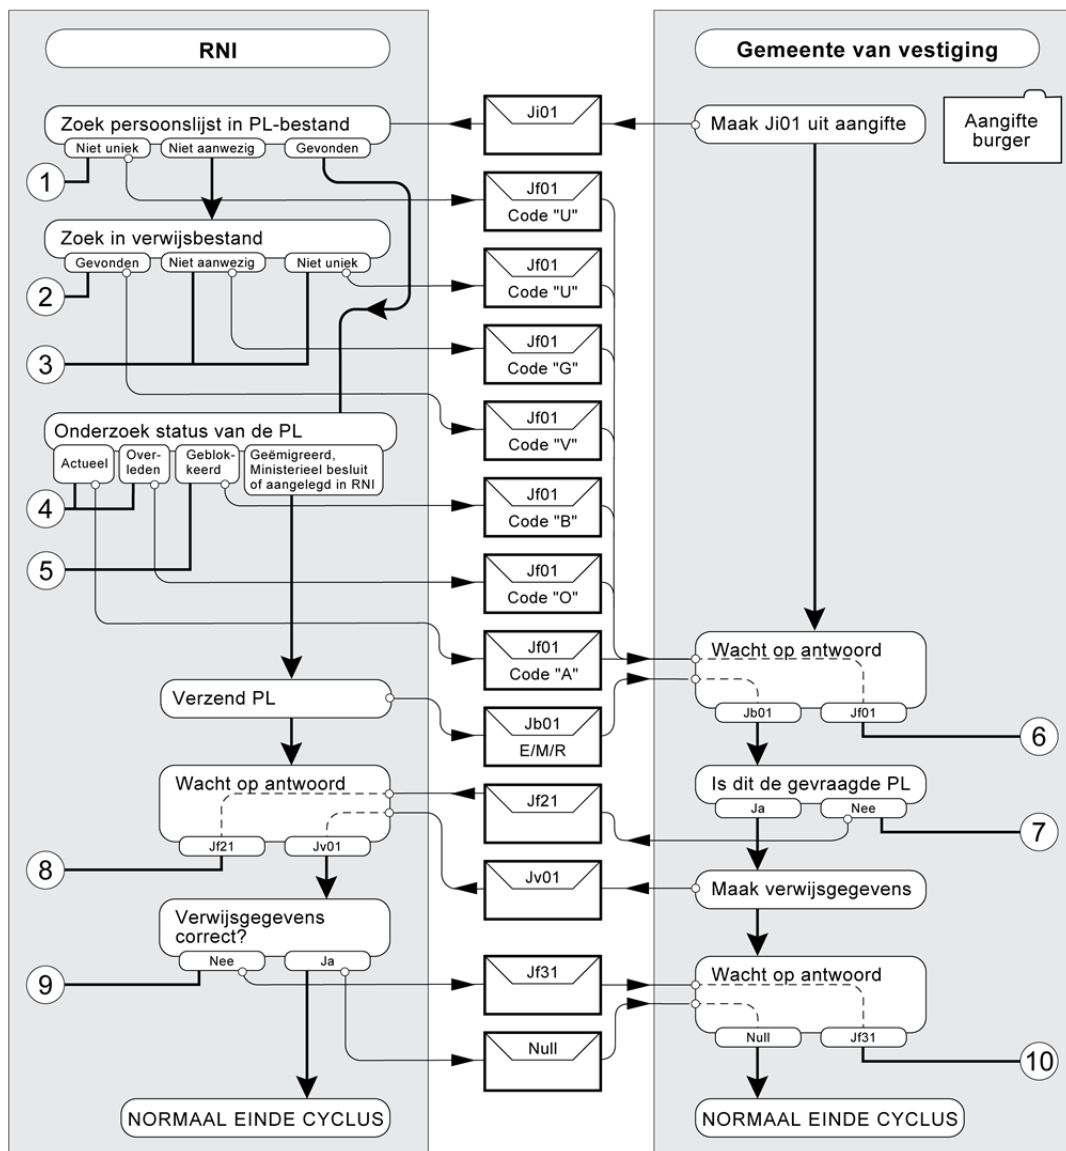 RNI
Gemeente van vestiging
Zoek persoonslijst in PL-bestand
Niet uniek
Niet aanwezig
Gevonden
Ji01
Maak Ji01 uit aangifte
Aangifte
burger
1
Jf01
Code "U"
Zoek in verwijsbestand
Gevonden
Niet aanwezig
Niet uniek
2
Jf01
Code "U"
3
Jf01
Code "G"
Jf01
Code "V"
Onderzoek status van de PL
Actueel
Over-
leden
Geblok-
keerd
Geëmigreerd,
Ministerieel besluit
of aangelegd in RNI
4
Jf01
Code "B"
5
Jf01
Code "O"
Jf01
Code "A"
Wacht op antwoord
Jb01
Jf01
6
Verzend PL
Jb01
E/M/R
Wacht op antwoord
Jf21
Jv01
8
Jf21
Is dit de gevraagde PL
Ja
Nee
7
Jv01
Maak verwijsgegevens
Verwijsgegevens
correct?
Nee
Ja
9
Jf31
Wacht op antwoord
Null
Jf31
10
Null
NORMAAL EINDE CYCLUS
NORMAAL EINDE CYCLUS